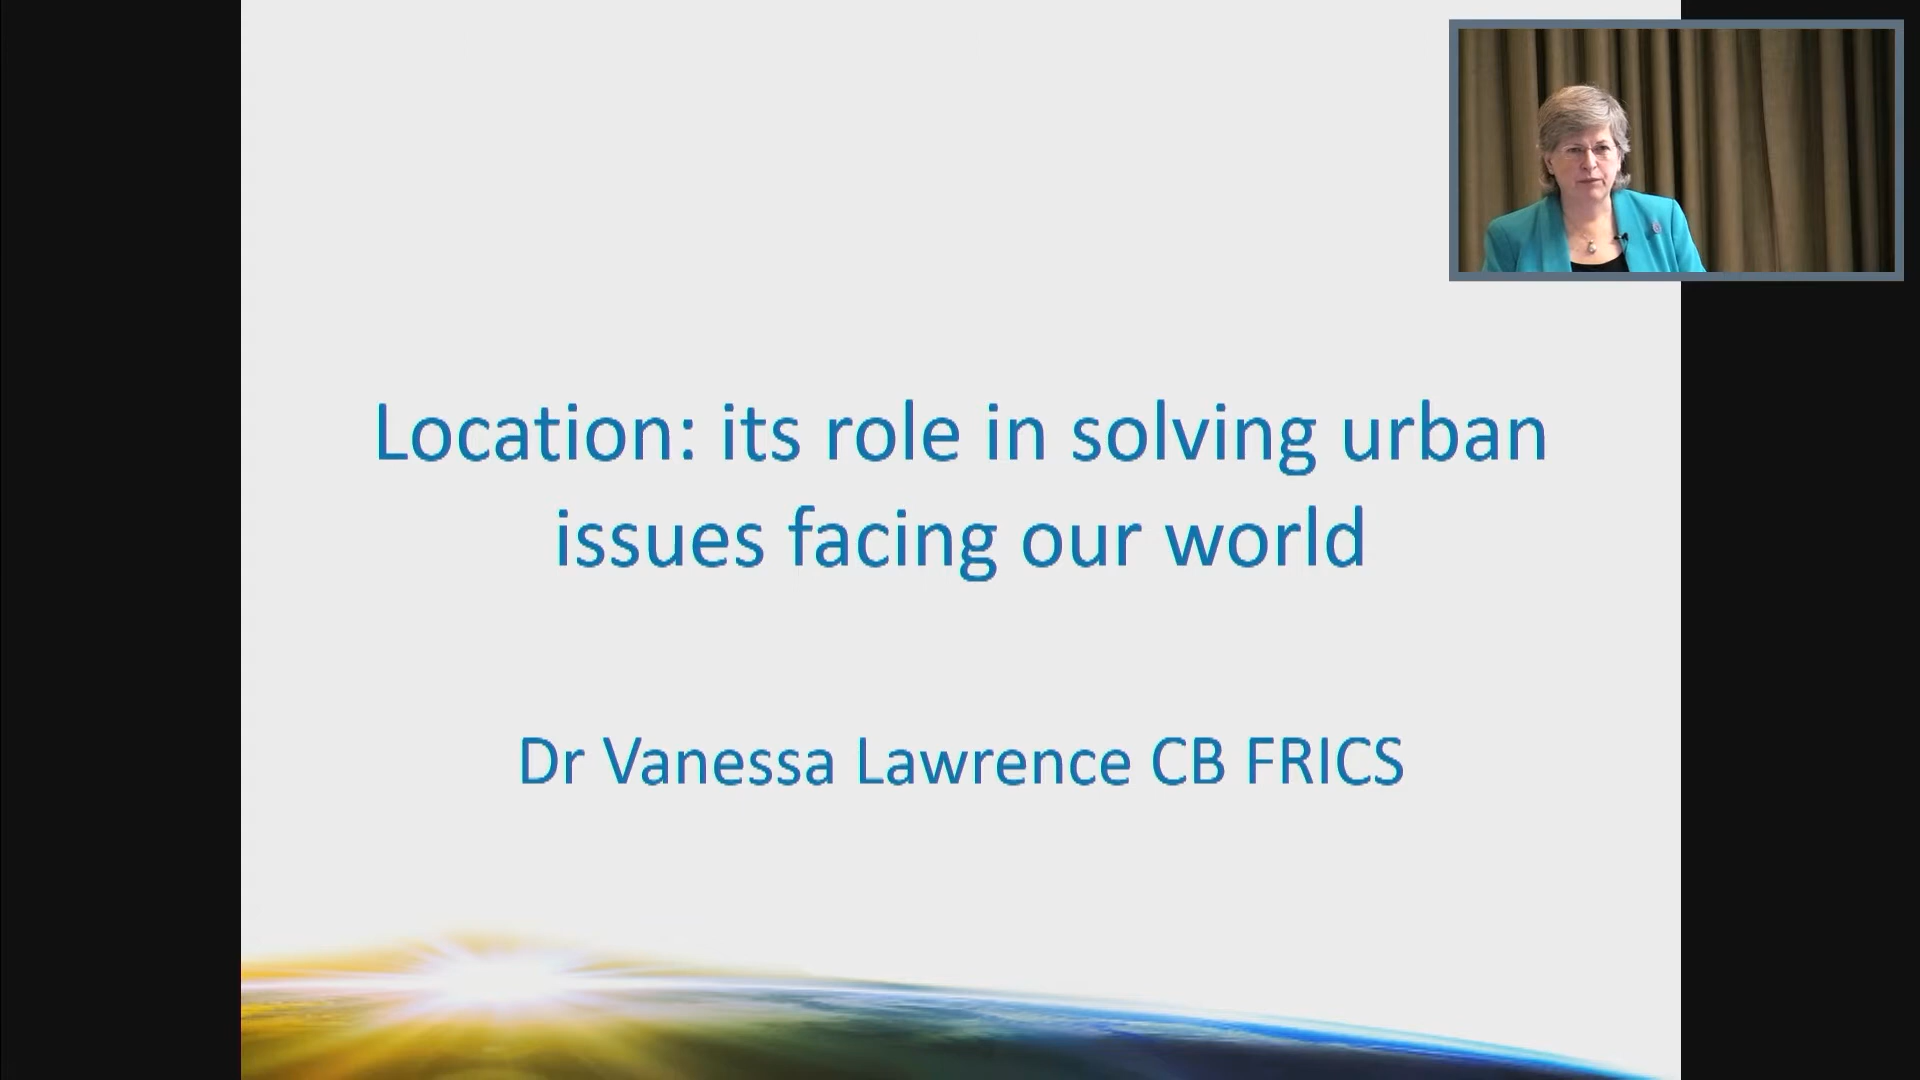 Location: its role in solving urban
issues facing our world
Dr Vanessa Lawrence CB FRICS